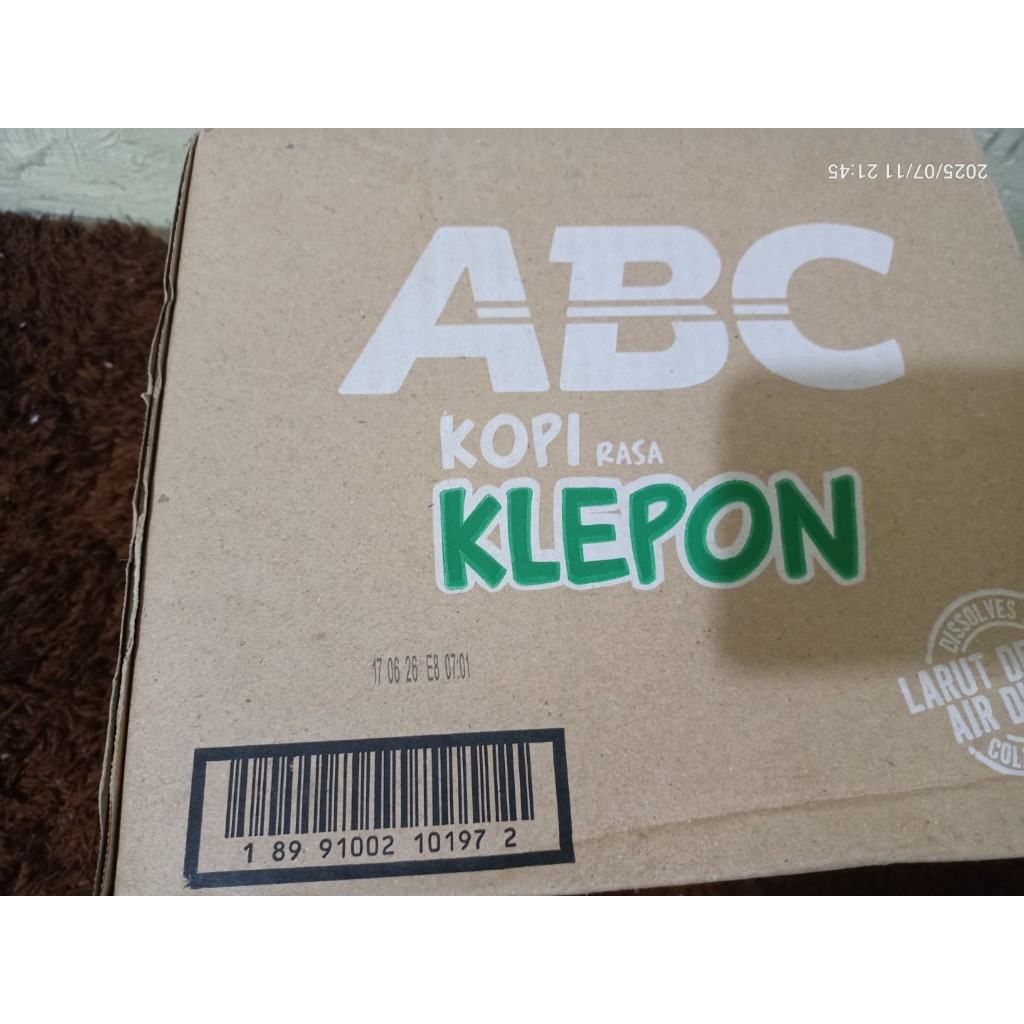 2025/07/11 21:45
ABC
KOPI RASA
KLEPON
17 06 26 E8 07:01
DISSOLVES
LARUT
AIR
1 89 91002 10197 2